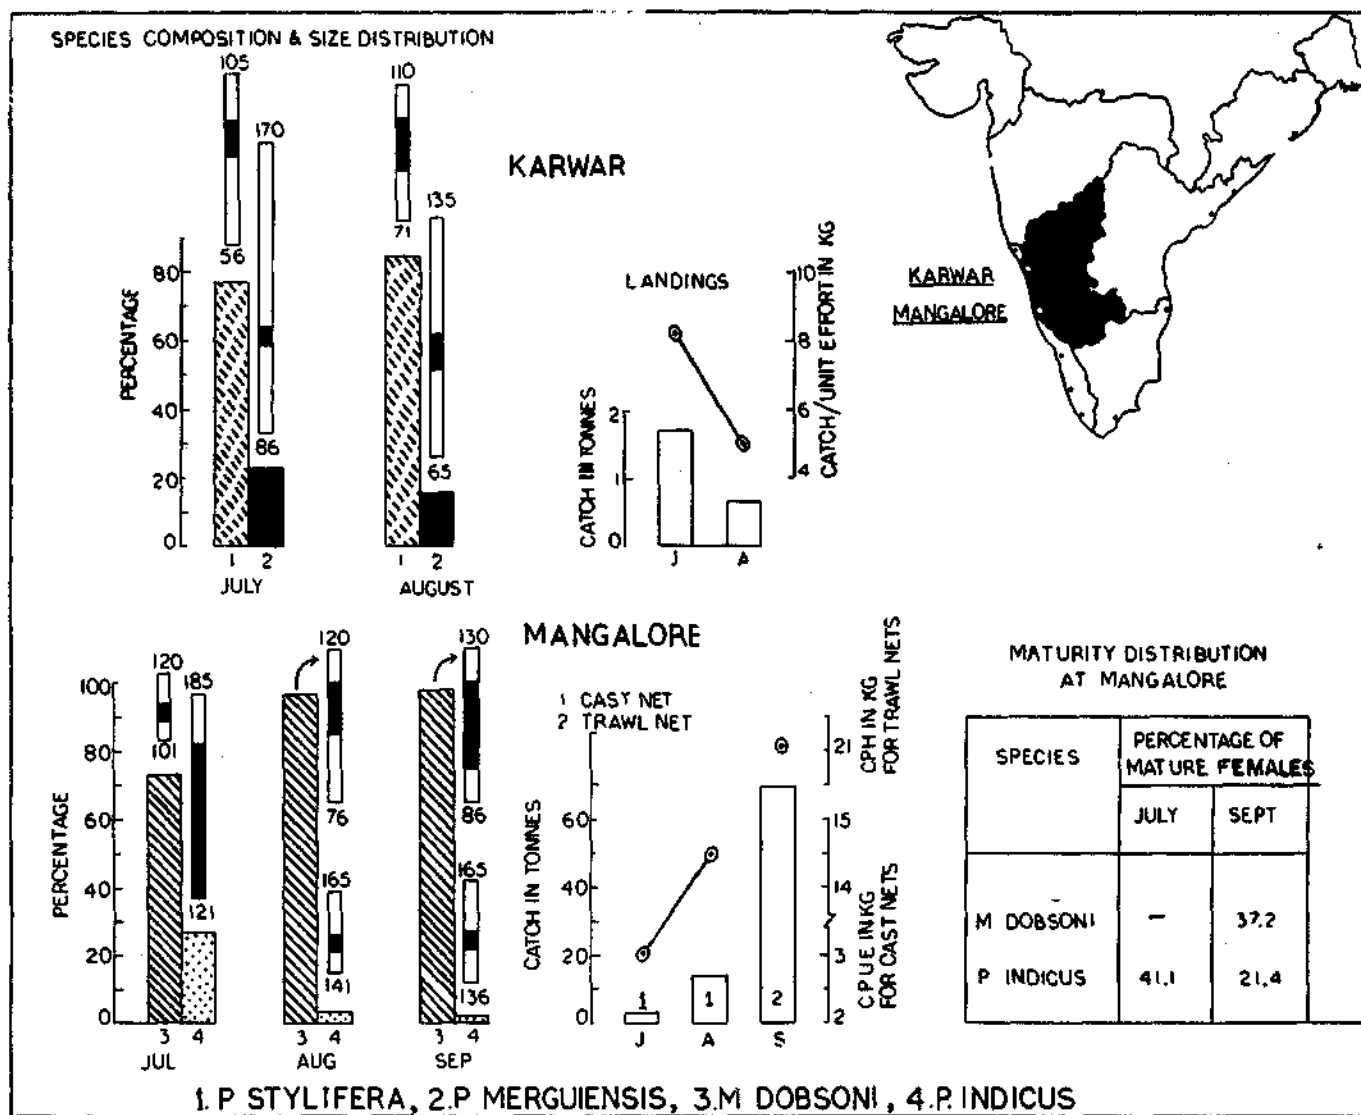 SPECIES COMPOSITION & SIZE DISTRIBUTION
105
170
56
86
110
135
71
65
KARWAR
PERCENTAGE
80
60
40
20
0
1 2
JULY
1 2
AUGUST
LANDINGS
CATCH IN TONNES
2
1
0
J A
10
8
6
4
CATCH/UNIT EFFORT IN KG
KARWAR
MANGALORE
MANGALORE
PERCENTAGE
100
80
60
40
20
0
120
185
101
121
3 4
JUL
120
76
165
141
3 4
AUG
130
86
165
136
3 4
SEP
1 CAST NET
2 TRAWL NET
CATCH IN TONNES
60
40
20
0
1
1
2
J A S
CPH IN KG
FOR TRAWL NETS
21
15
14
3
2
CPUE IN KG
FOR CAST NETS
MATURITY DISTRIBUTION
AT MANGALORE
SPECIES
PERCENTAGE OF
MATURE FEMALES
JULY SEPT
M DOBSONI — 37.2
P INDICUS 41.1 21.4
1. P STYLIFERA, 2.P MERGUIENSIS, 3.M DOBSONI, 4.P. INDICUS